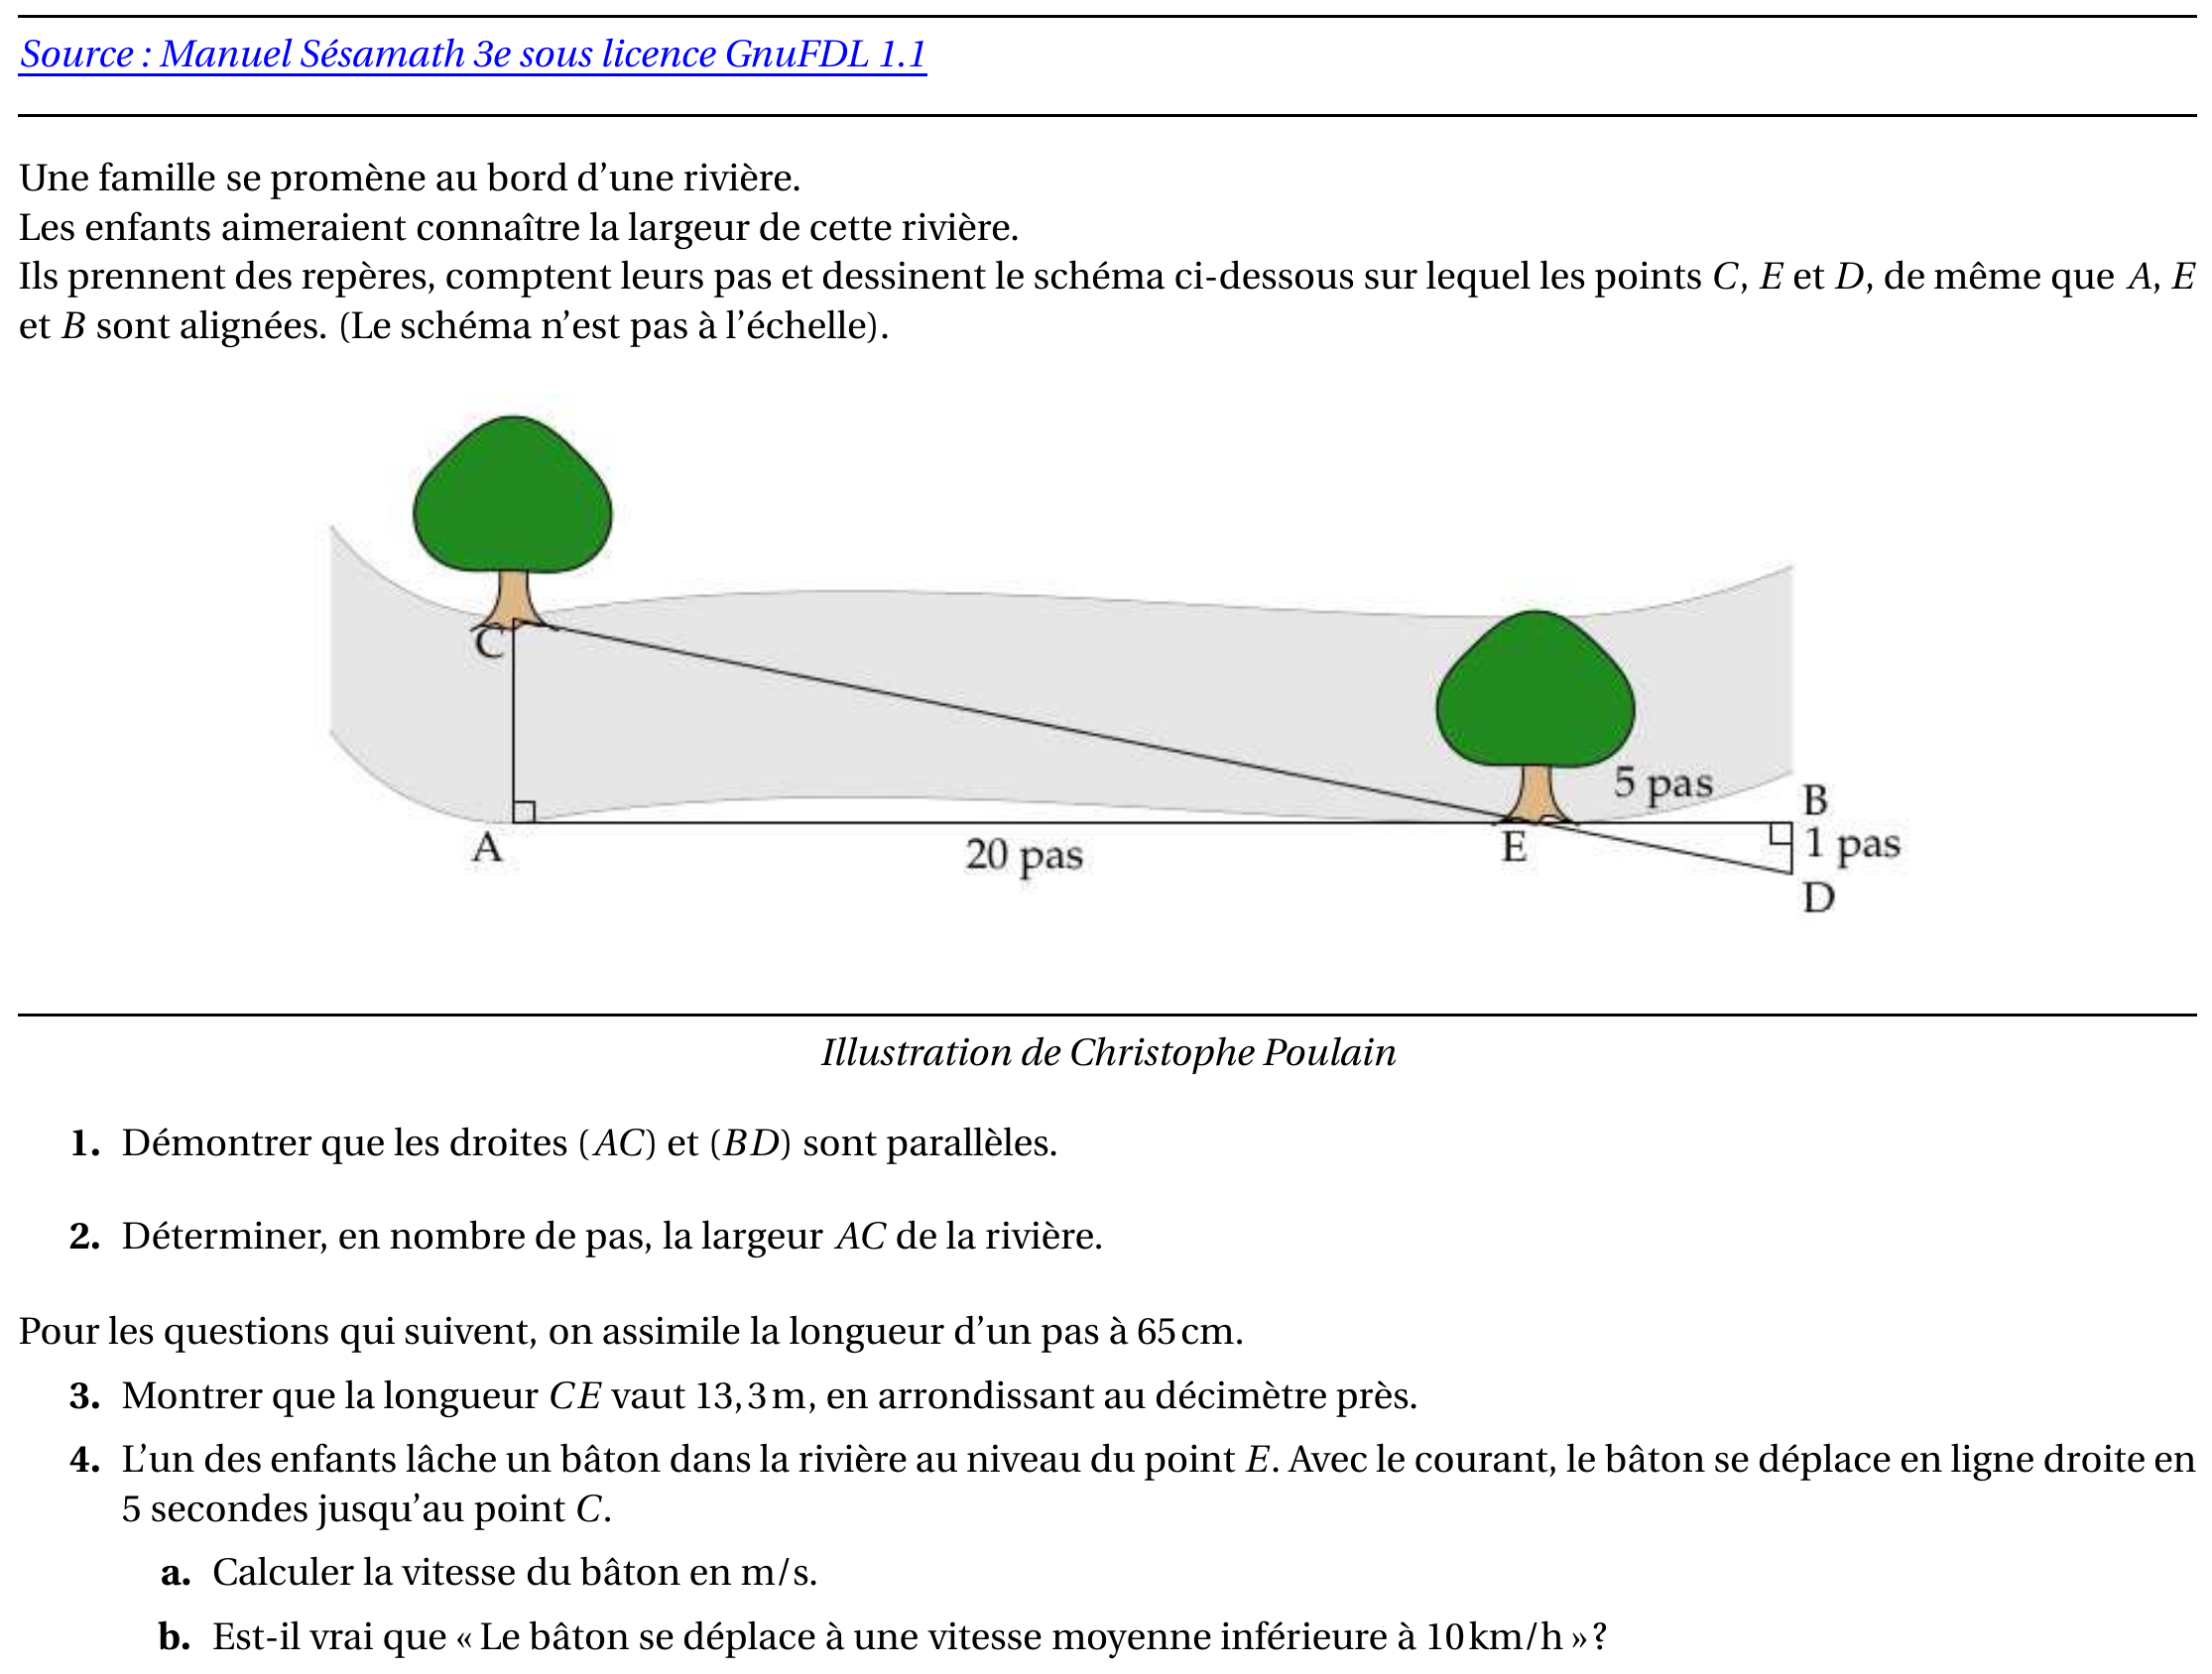 Source : Manuel Sésamath 3e sous licence GnuFDL 1.1
Une famille se promène au bord d'une rivière.
Les enfants aimeraient connaître la largeur de cette rivière.
Ils prennent des repères, comptent leurs pas et dessinent le schéma ci-dessous sur lequel les points C, E et D, de même que A, E
et B sont alignées. (Le schéma n'est pas à l'échelle).
C
5 pas
B
A
20 pas
E
1 pas
D
Illustration de Christophe Poulain
1. Démontrer que les droites (AC) et (BD) sont parallèles.
2. Déterminer, en nombre de pas, la largeur AC de la rivière.
Pour les questions qui suivent, on assimile la longueur d'un pas à 65 cm.
3. Montrer que la longueur CE vaut 13,3 m, en arrondissant au décimètre près.
4. L'un des enfants lâche un bâton dans la rivière au niveau du point E. Avec le courant, le bâton se déplace en ligne droite en
5 secondes jusqu'au point C.
a. Calculer la vitesse du bâton en m/s.
b. Est-il vrai que « Le bâton se déplace à une vitesse moyenne inférieure à 10 km/h » ?